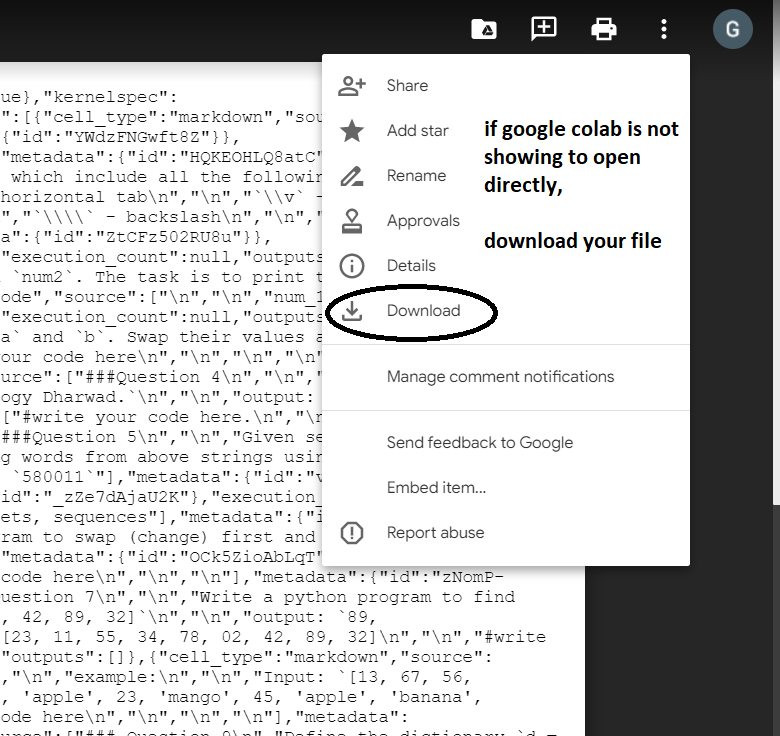 G
Share
Add star
Rename
Approvals
Details
Download
Manage comment notifications
Send feedback to Google
Embed item...
Report abuse
if google colab is not
showing to open
directly,
download your file
ue},"kernelspec":
":[{"cell_type":"markdown","sou
{"id":"YWdzFNGwft8Z"}},
"metadata":{"id":"HQKEOHLQ8atC"
 which include all the followin
horizontal tab\n","\n","`\\v` -
","`\\\\` - backslash\n","\n","
a":{"id":"ZtCFz502RU8u"}},
"execution_count":null,"outputs
 `num2`. The task is to print t
ode","source":["\n","\n","num_1
"execution_count":null,"outputs
a` and `b`. Swap their values a
our code here\n","\n","\n","\n"
urce":["###Question 4\n","\n","
ogy Dharwad.`\n","\n","output:
["#write your code here.\n","\n
###Question 5\n","\n","Given se
g words from above strings usin
 `580011`"],"metadata":{"id":"v
id":"_zZe7dAjaU2K"},"execution_
ets, sequences"],"metadata":{"i
ram to swap (change) first and
"metadata":{"id":"OCk5ZioAbLqT"
code here\n","\n","\n"],"metadata":{"id":"zNomP-
uestion 7\n","\n","Write a python program to find
, 42, 89, 32]`\n","\n","output: `89,
[23, 11, 55, 34, 78, 02, 42, 89, 32]\n","\n","#write
"outputs":[]},{"cell_type":"markdown","source":
,"\n","example:\n","\n","Input: `[13, 67, 56,
, 'apple', 23, 'mango', 45, 'apple', 'banana',
ode here\n","\n","\n","\n"],"metadata":
urce":["### Question 9\n","Define the dictionary `d =